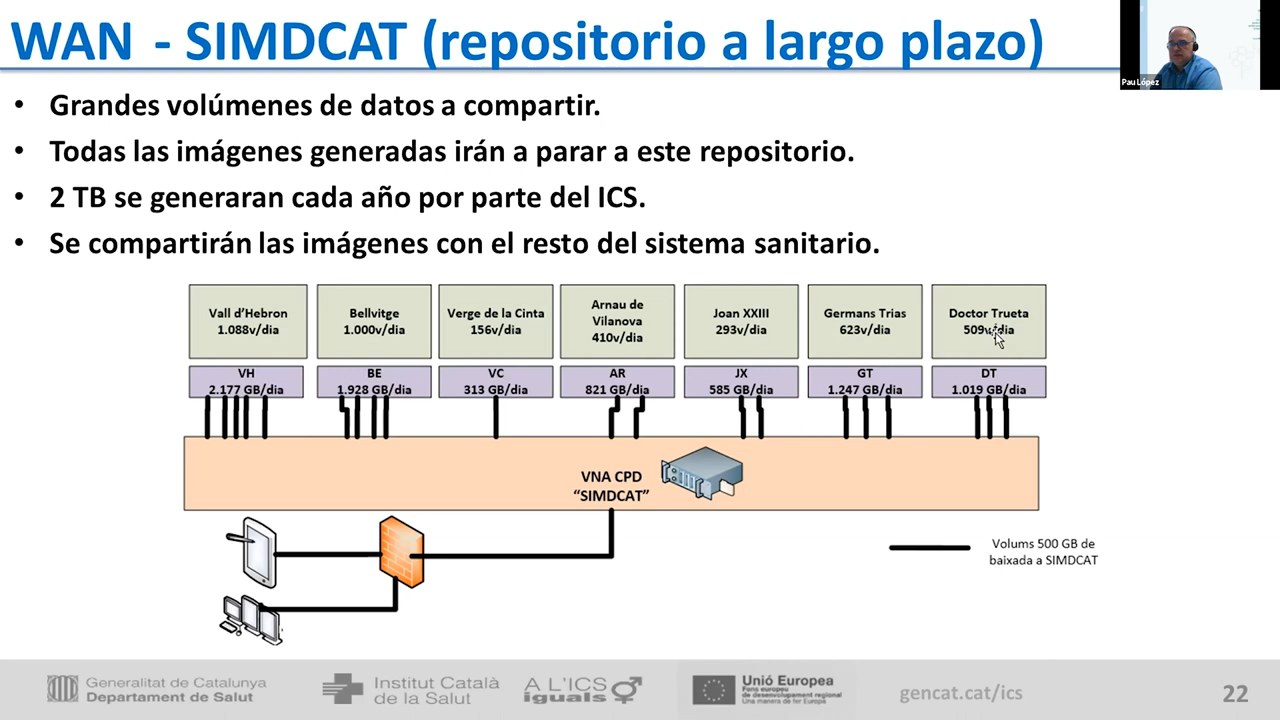 WAN - SIMDCAT (repositorio a largo plazo)
Pau López
• Grandes volúmenes de datos a compartir.
• Todas las imágenes generadas irán a parar a este repositorio.
• 2 TB se generaran cada año por parte del ICS.
• Se compartirán las imágenes con el resto del sistema sanitario.
Vall d'Hebron
1.088v/dia
Bellvitge
1.000v/dia
Verge de la Cinta
156v/dia
Arnau de
Vilanova
410v/dia
Joan XXIII
293v/dia
Germans Trias
623v/dia
Doctor Trueta
509v/dia
VH
2.177 GB/dia
BE
1.928 GB/dia
VC
313 GB/dia
AR
821 GB/dia
JX
585 GB/dia
GT
1.247 GB/dia
DT
1.019 GB/dia
VNA CPD
“SIMDCAT”
Volums 500 GB de
baixada a SIMDCAT
Generalitat de Catalunya
Departament de Salut
Institut Català
de la Salut
A L'ICS
iguals
Unió Europea
Fons europeu
de desenvolupament regional
Una manera de fer Europa
gencat.cat/ics
22